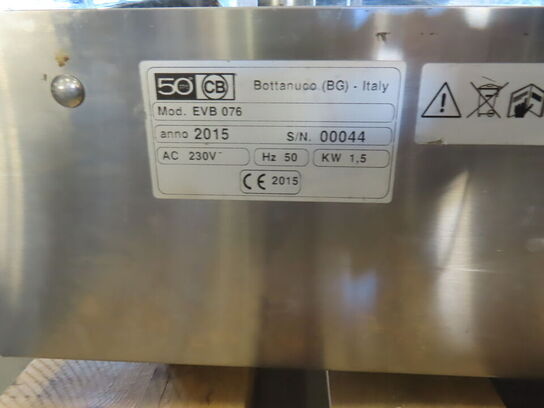 50 CB Bottanuco (BG) - Italy
Mod. EVB 076
anno 2015 S/N. 00044
AC 230V~ Hz 50 KW 1,5
CE 2015